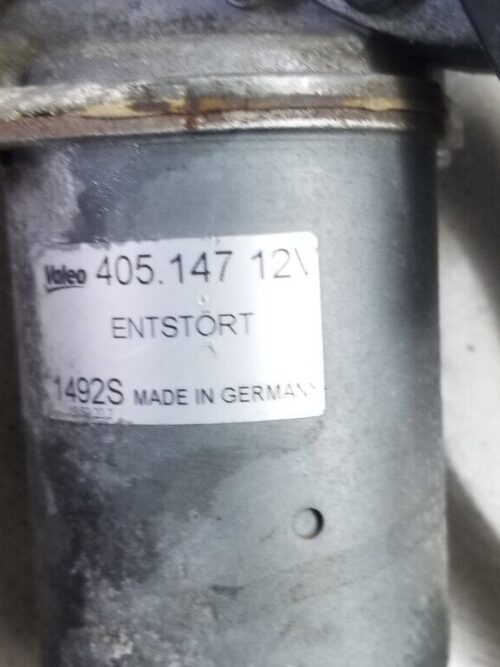 Valeo 405.147 12V
ENTSTÖRT
1492S MADE IN GERMANY